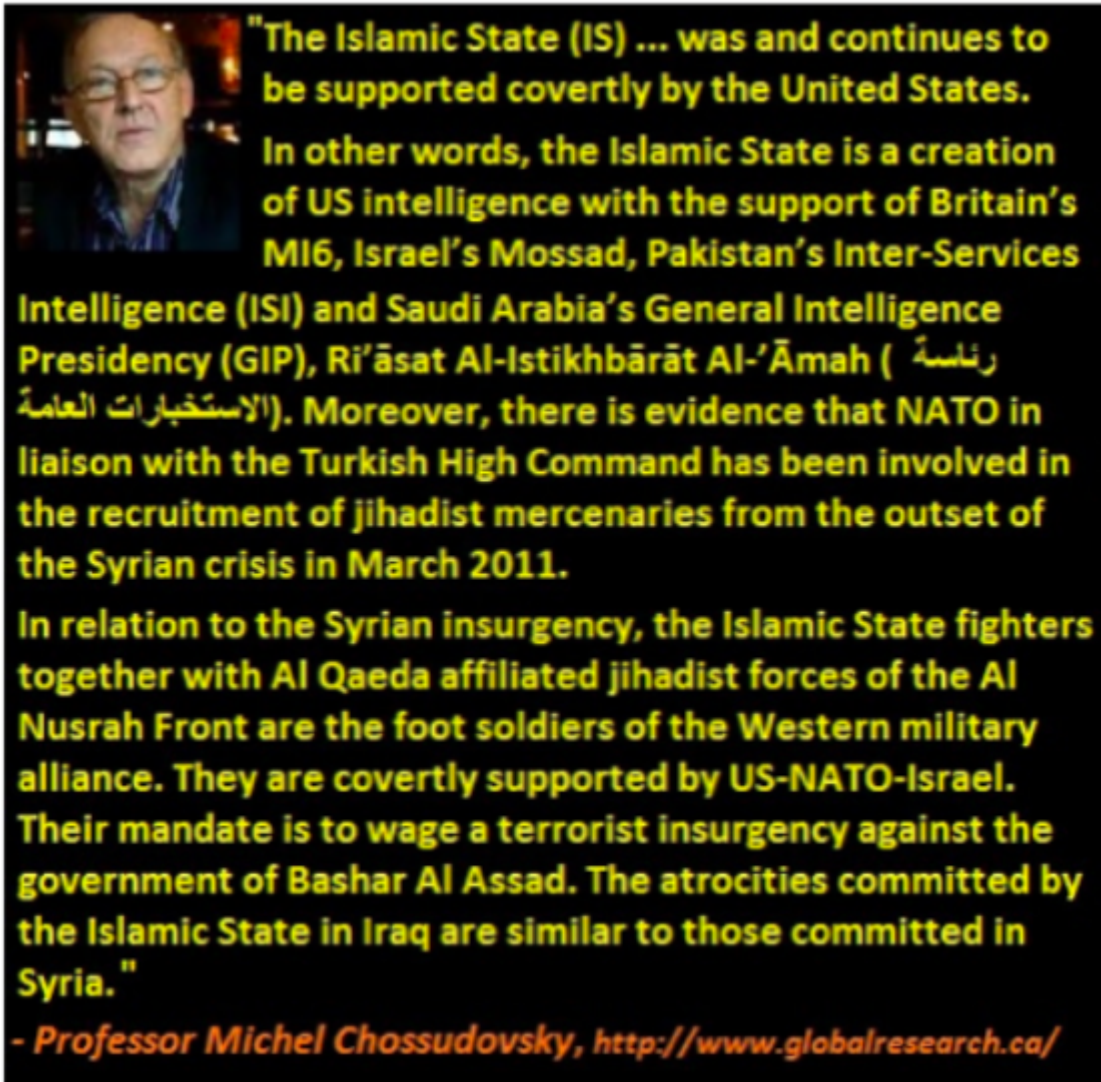 "The Islamic State (IS) ... was and continues to
be supported covertly by the United States.
In other words, the Islamic State is a creation
of US intelligence with the support of Britain's
MI6, Israel's Mossad, Pakistan's Inter-Services
Intelligence (ISI) and Saudi Arabia's General Intelligence
Presidency (GIP), Ri'āsat Al-Istikhbārāt Al-'Āmah ( رئاسة
الاستخبارات العامة). Moreover, there is evidence that NATO in
liaison with the Turkish High Command has been involved in
the recruitment of jihadist mercenaries from the outset of
the Syrian crisis in March 2011.
In relation to the Syrian insurgency, the Islamic State fighters
together with Al Qaeda affiliated jihadist forces of the Al
Nusrah Front are the foot soldiers of the Western military
alliance. They are covertly supported by US-NATO-Israel.
Their mandate is to wage a terrorist insurgency against the
government of Bashar Al Assad. The atrocities committed by
the Islamic State in Iraq are similar to those committed in
Syria."
- Professor Michel Chossudovsky, http://www.globalresearch.ca/